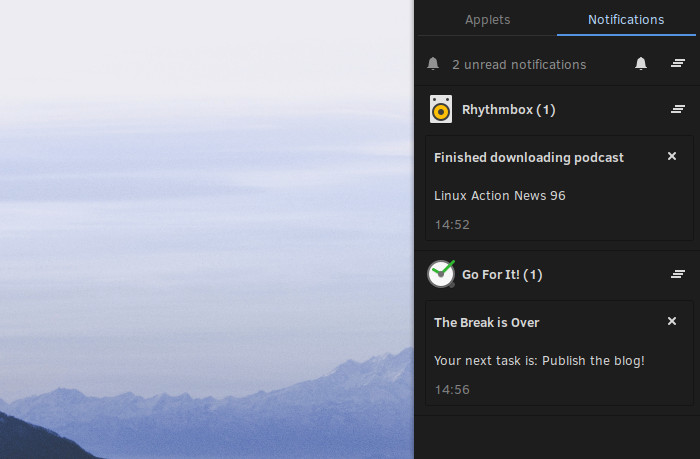 Applets
Notifications
2 unread notifications
Rhythmbox (1)
Finished downloading podcast
Linux Action News 96
14:52
Go For It! (1)
The Break is Over
Your next task is: Publish the blog!
14:56